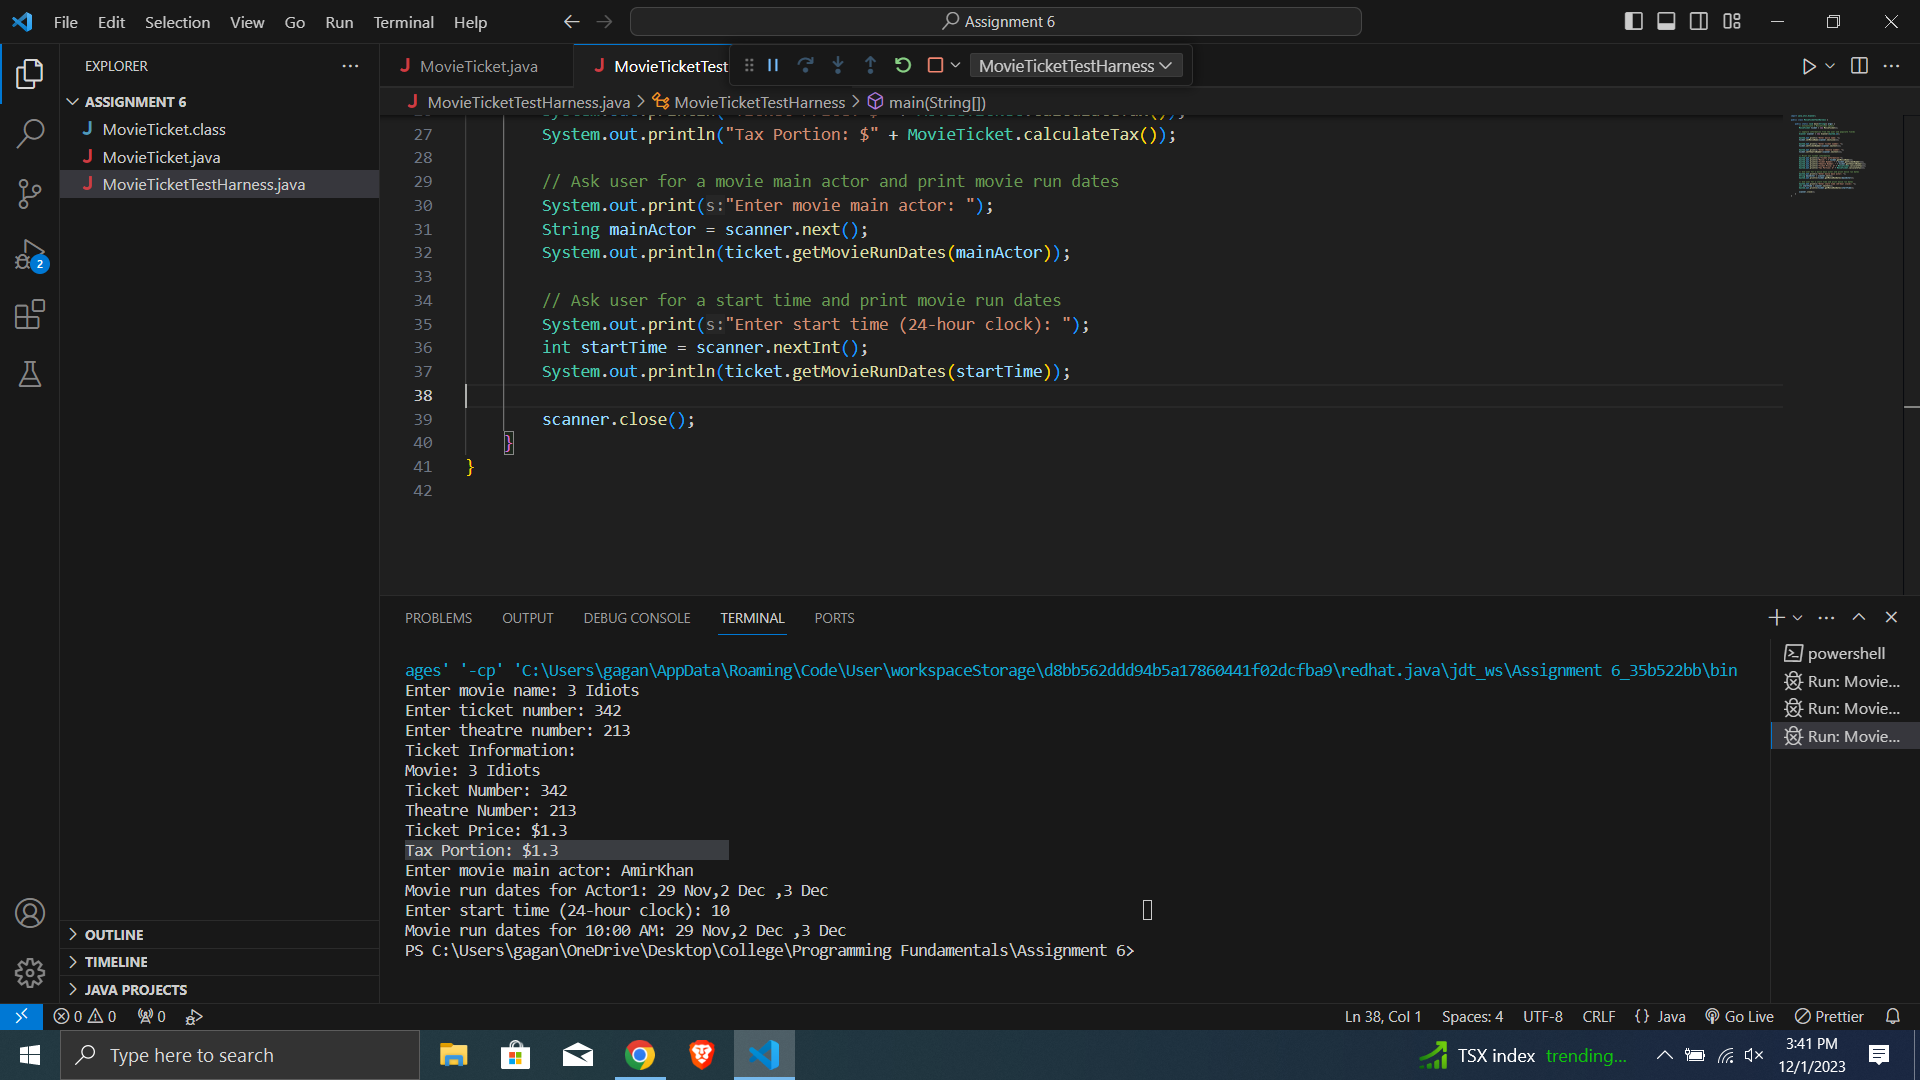 File Edit Selection View Go Run Terminal Help
Assignment 6
EXPLORER
MovieTicket.java
MovieTicketTest
MovieTicketTestHarness
ASSIGNMENT 6
MovieTicketTestHarness.java > MovieTicketTestHarness > main(String[])
MovieTicket.class
MovieTicket.java
MovieTicketTestHarness.java
27 System.out.println("Tax Portion: $" + MovieTicket.calculateTax());
28
29 // Ask user for a movie main actor and print movie run dates
30 System.out.print(s:"Enter movie main actor: ");
31 String mainActor = scanner.next();
32 System.out.println(ticket.getMovieRunDates(mainActor));
33
34 // Ask user for a start time and print movie run dates
35 System.out.print(s:"Enter start time (24-hour clock): ");
36 int startTime = scanner.nextInt();
37 System.out.println(ticket.getMovieRunDates(startTime));
38
39 scanner.close();
40 }
41 }
42
2
PROBLEMS OUTPUT DEBUG CONSOLE TERMINAL PORTS
ages' '-cp' 'C:\Users\gagan\AppData\Roaming\Code\User\workspaceStorage\d8bb562ddd94b5a17860441f02dcfba9\redhat.java\jdt_ws\Assignment 6_35b522bb\bin
Enter movie name: 3 Idiots
Enter ticket number: 342
Enter theatre number: 213
Ticket Information:
Movie: 3 Idiots
Ticket Number: 342
Theatre Number: 213
Ticket Price: $1.3
Tax Portion: $1.3
Enter movie main actor: AmirKhan
Movie run dates for Actor1: 29 Nov,2 Dec ,3 Dec
Enter start time (24-hour clock): 10
Movie run dates for 10:00 AM: 29 Nov,2 Dec ,3 Dec
PS C:\Users\gagan\OneDrive\Desktop\College\Programming Fundamentals\Assignment 6>
powershell
Run: Movie...
Run: Movie...
Run: Movie...
OUTLINE
TIMELINE
JAVA PROJECTS
0 0 0
Ln 38, Col 1 Spaces: 4 UTF-8 CRLF {} Java Go Live Prettier
Type here to search
TSX index trending...
3:41 PM
12/1/2023